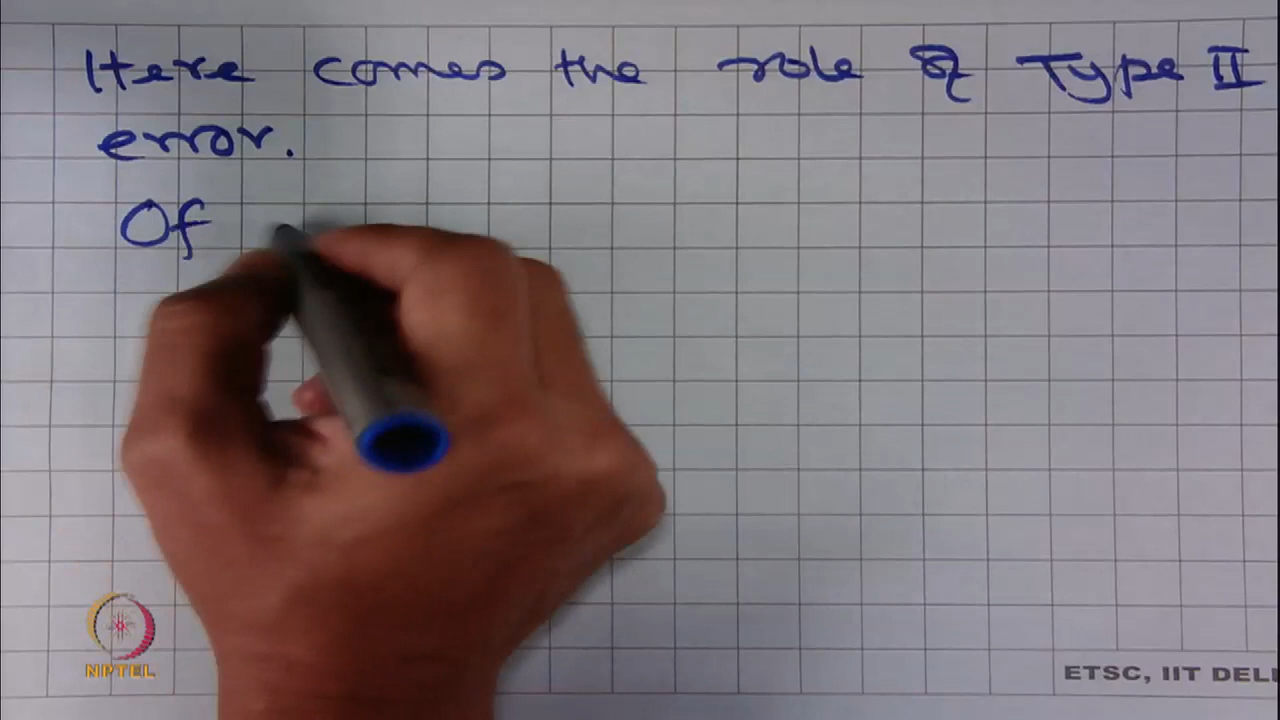 Here comes the role of Type II
error.
Of
NPTEL
ETSC, IIT DEL